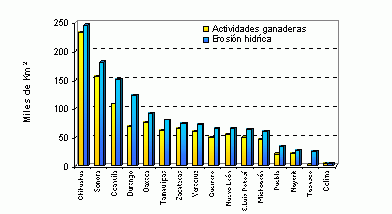 Actividades ganaderas
Erosión hídrica
Miles de Km²
250
200
150
100
50
0
Chihuahua
Sonora
Coahuila
Durango
Oaxaca
Tamaulipas
Zacatecas
Veracruz
Guerrero
Nuevo León
S.Luis Potosí
Michoacán
Puebla
Nayarit
Tabasco
Colima